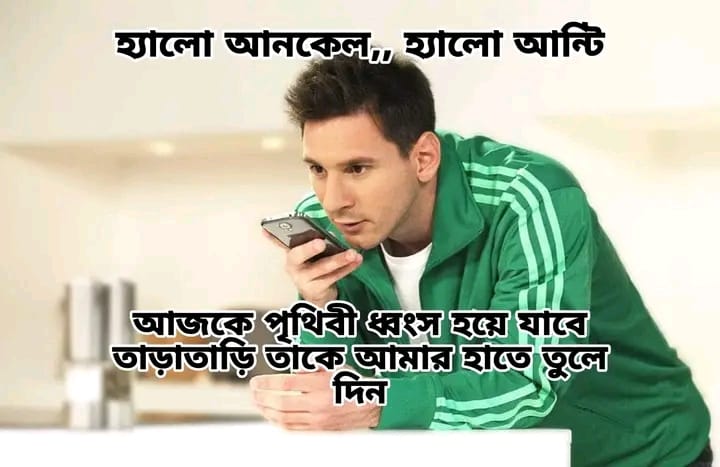 হ্যালো আনকেল,, হ্যালো আন্টি
আজকে পৃথিবী ধ্বংস হয়ে যাবে
তাড়াতাড়ি তাকে আমার হাতে তুলে
দিন